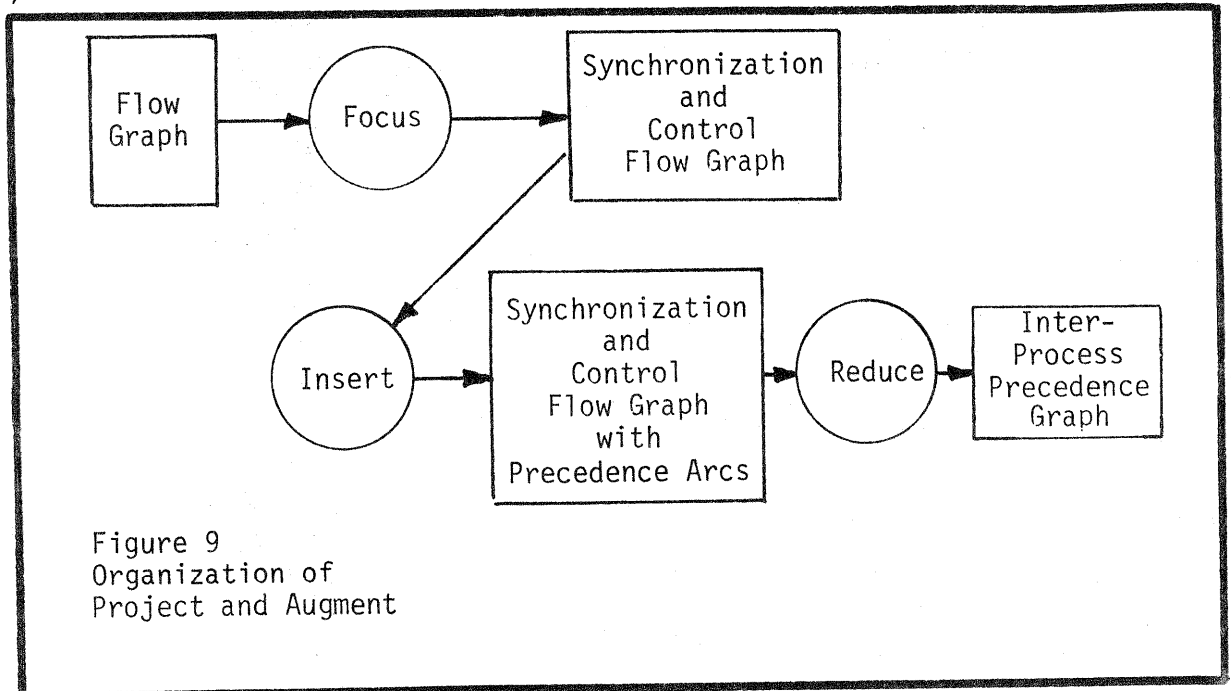 Flow
Graph
Focus
Synchronization
and
Control
Flow Graph
Insert
Synchronization
and
Control
Flow Graph
with
Precedence Arcs
Reduce
Inter-
Process
Precedence
Graph
Figure 9
Organization of
Project and Augment